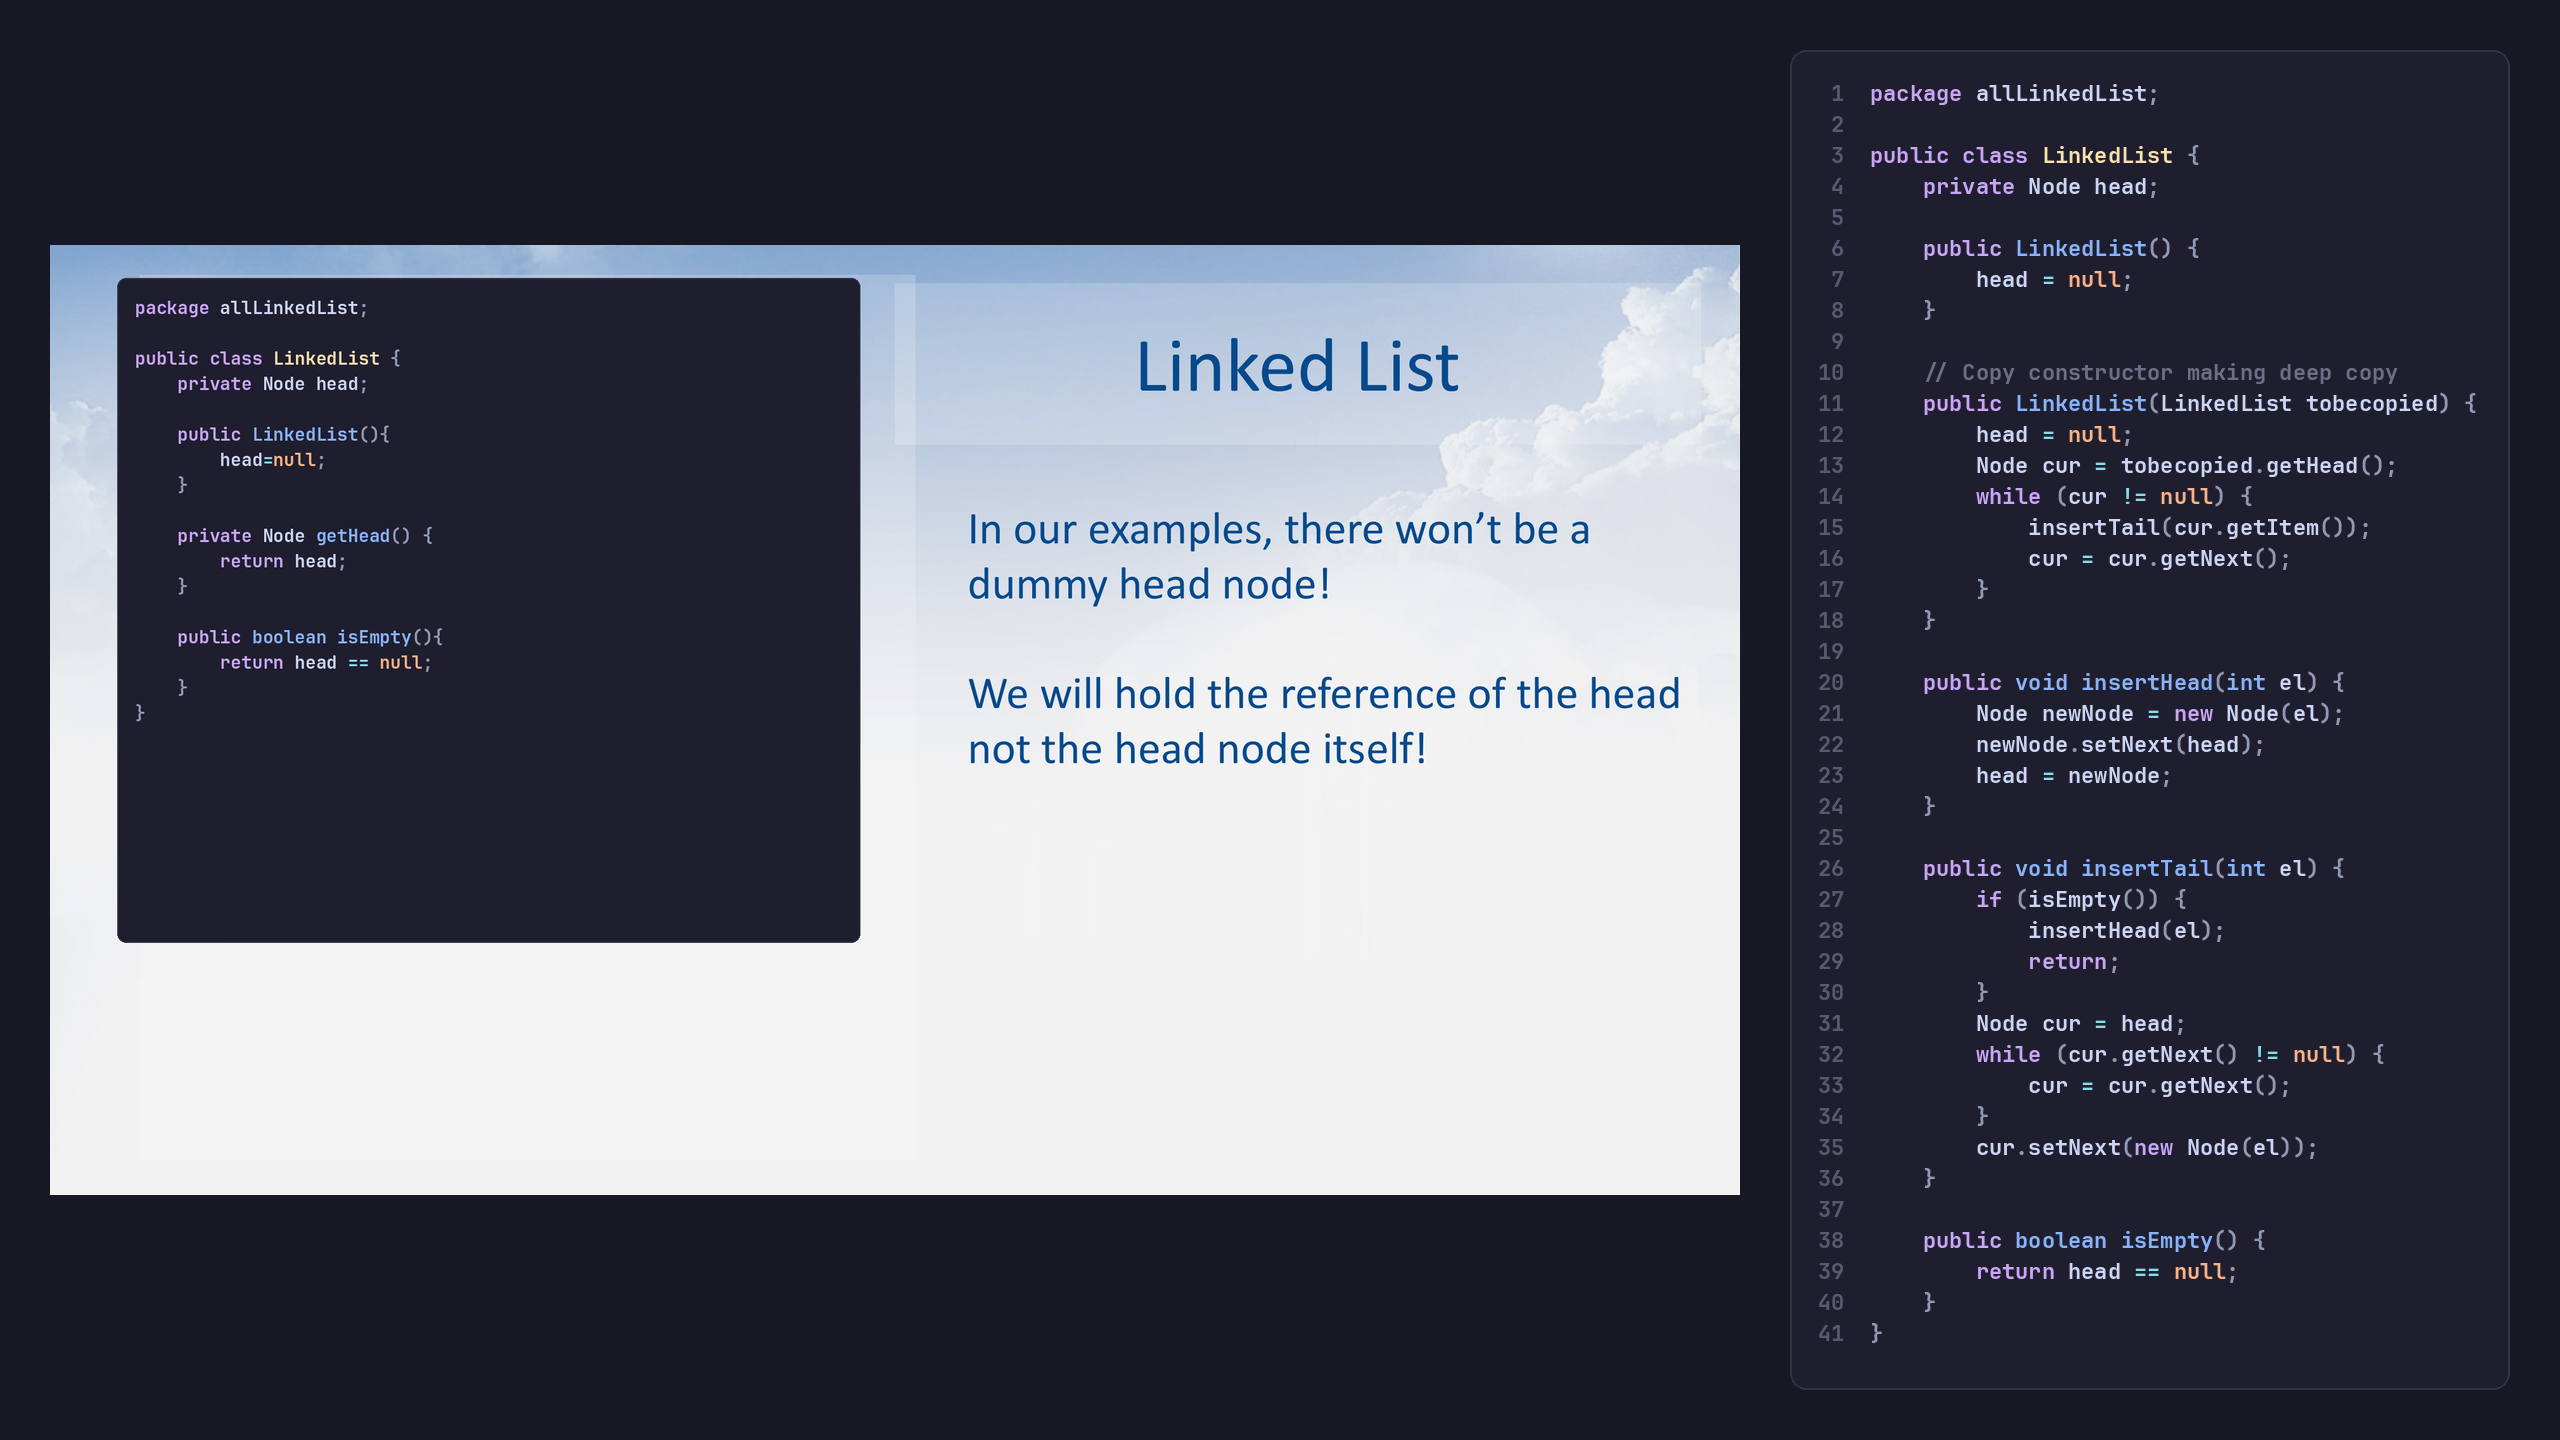 package allLinkedList;
public class LinkedList {
    private Node head;
    public LinkedList(){
        head=null;
    }
    private Node getHead() {
        return head;
    }
    public boolean isEmpty(){
        return head == null;
    }
}
Linked List
In our examples, there won’t be a
dummy head node!
We will hold the reference of the head
not the head node itself!
1 package allLinkedList;
2
3 public class LinkedList {
4     private Node head;
5
6     public LinkedList() {
7         head = null;
8     }
9
10     // Copy constructor making deep copy
11     public LinkedList(LinkedList tobecopied) {
12         head = null;
13         Node cur = tobecopied.getHead();
14         while (cur != null) {
15             insertTail(cur.getItem());
16             cur = cur.getNext();
17         }
18     }
19
20     public void insertHead(int el) {
21         Node newNode = new Node(el);
22         newNode.setNext(head);
23         head = newNode;
24     }
25
26     public void insertTail(int el) {
27         if (isEmpty()) {
28             insertHead(el);
29             return;
30         }
31         Node cur = head;
32         while (cur.getNext() != null) {
33             cur = cur.getNext();
34         }
35         cur.setNext(new Node(el));
36     }
37
38     public boolean isEmpty() {
39         return head == null;
40     }
41 }